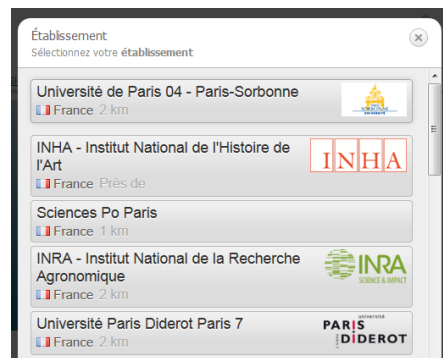 Établissement
Sélectionnez votre établissement
Université de Paris 04 - Paris-Sorbonne
France 2 km
INHA - Institut National de l'Histoire de
l'Art
France Près de
INHA
Sciences Po Paris
France 1 km
INRA - Institut National de la Recherche
Agronomique
France 2 km
INRA
SCIENCE & IMPACT
Université Paris Diderot Paris 7
France 2 km
université
PARIS
DIDEROT